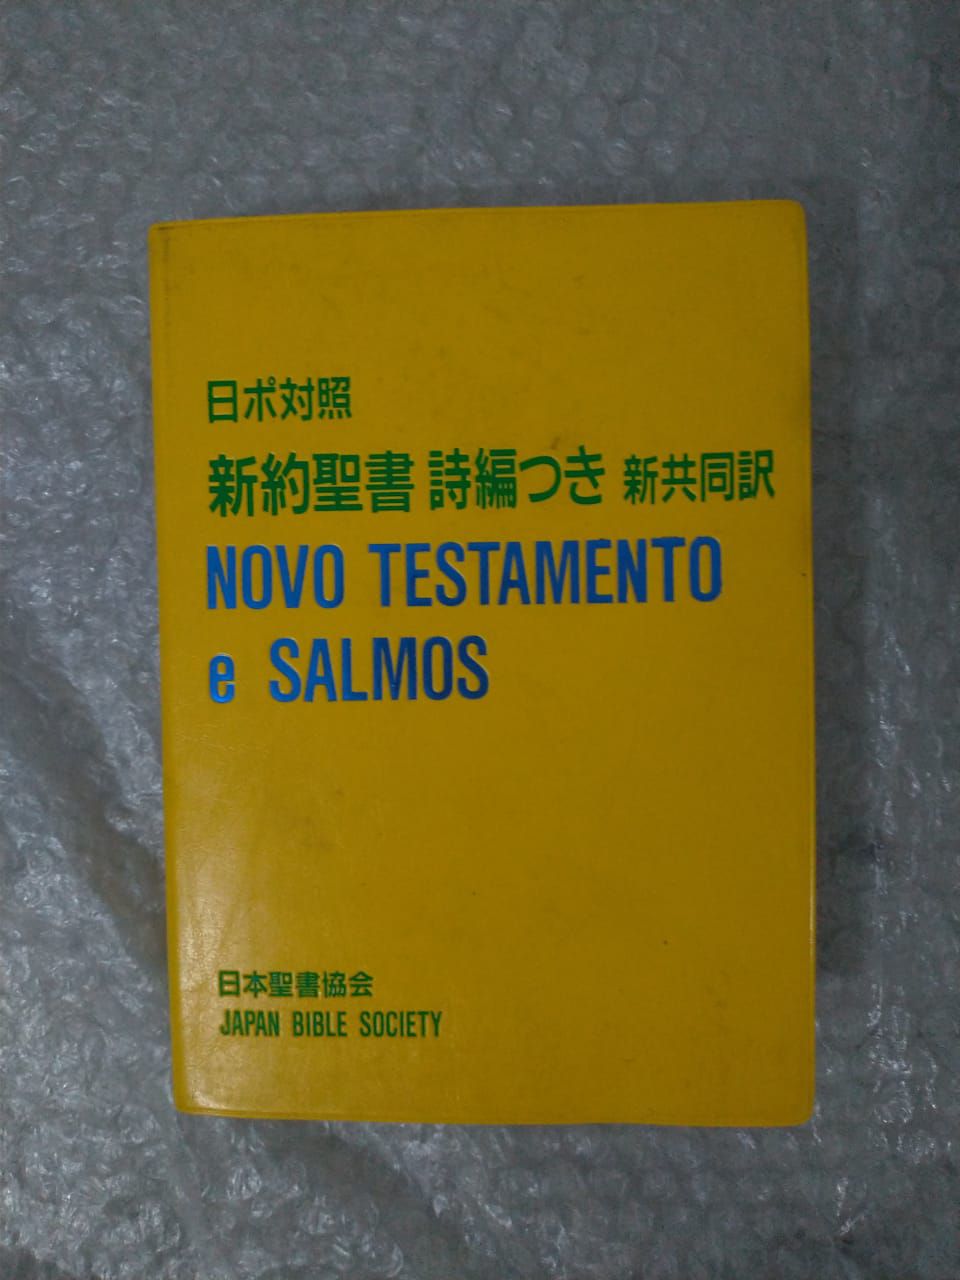 日ポ対照
新約聖書 詩編つき 新共同訳
NOVO TESTAMENTO
e SALMOS
日本聖書協会
JAPAN BIBLE SOCIETY